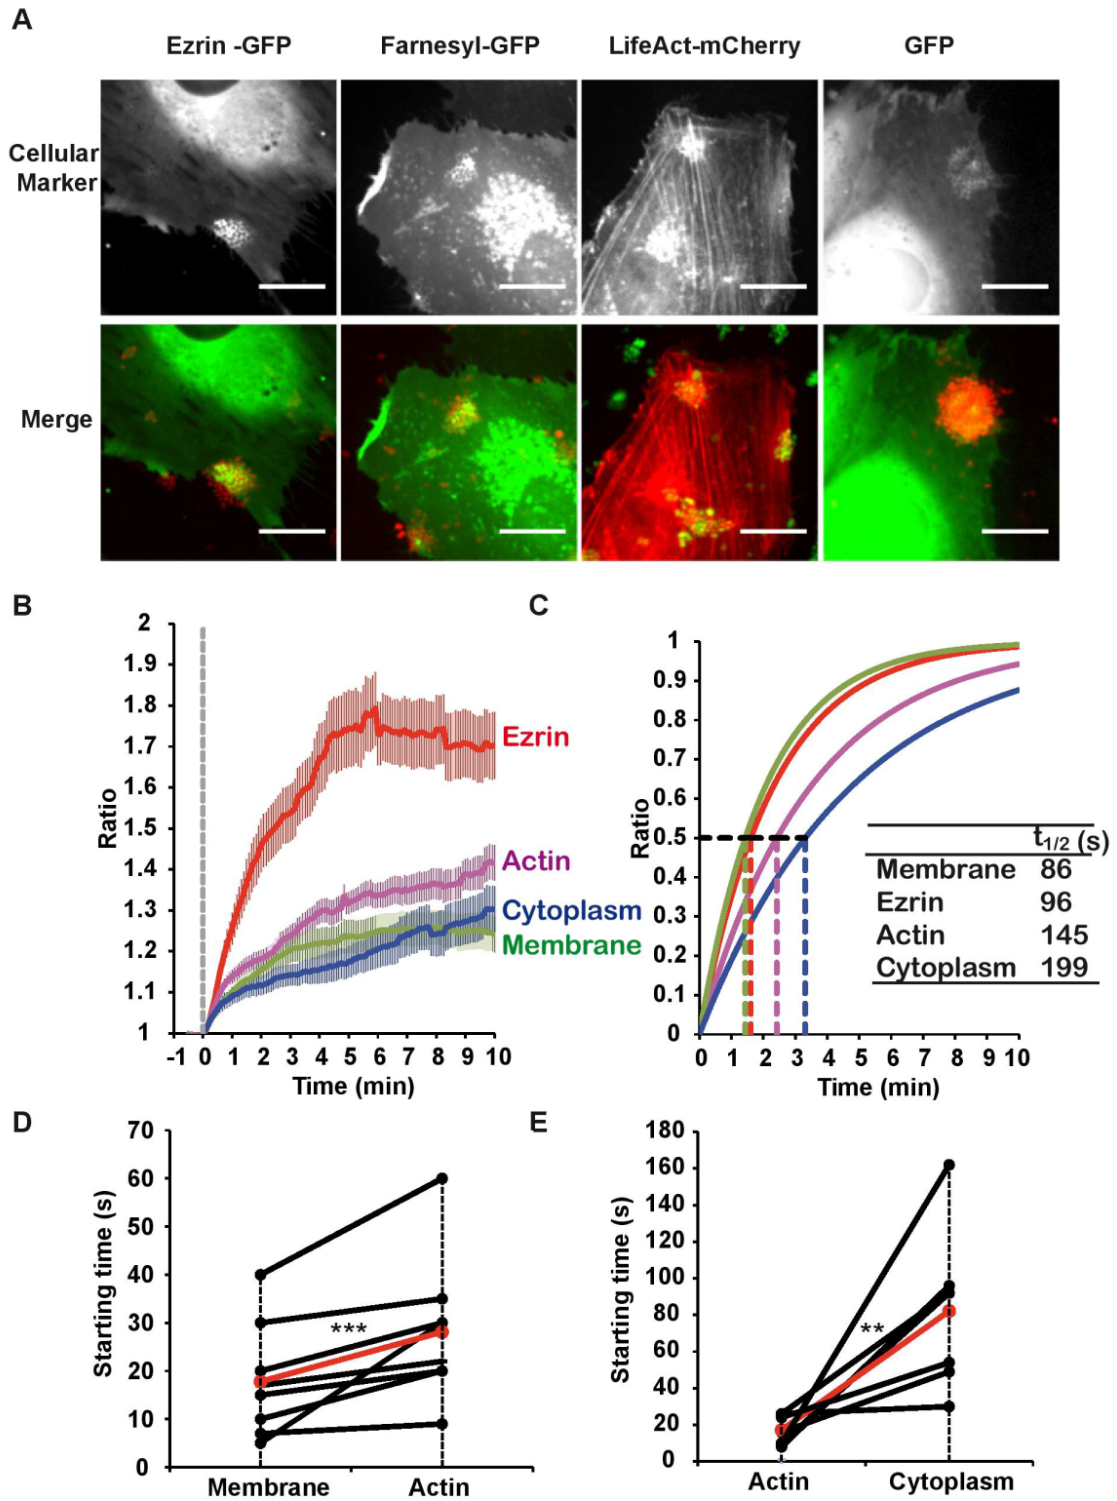 A
Ezrin -GFP Farnesyl-GFP LifeAct-mCherry GFP
Cellular
Marker
Merge
B
2
1.9
1.8
1.7
1.6
1.5
1.4
1.3
1.2
1.1
1
Ratio
Ezrin
Actin
Cytoplasm
Membrane
-1 0 1 2 3 4 5 6 7 8 9 10
Time (min)
C
1
0.9
0.8
0.7
0.6
0.5
0.4
0.3
0.2
0.1
0
Ratio
t1/2 (s)
Membrane 86
Ezrin 96
Actin 145
Cytoplasm 199
0 1 2 3 4 5 6 7 8 9 10
Time (min)
D
70
60
50
40
30
20
10
0
Starting time (s)
***
Membrane Actin
E
180
160
140
120
100
80
60
40
20
0
Starting time (s)
**
Actin Cytoplasm